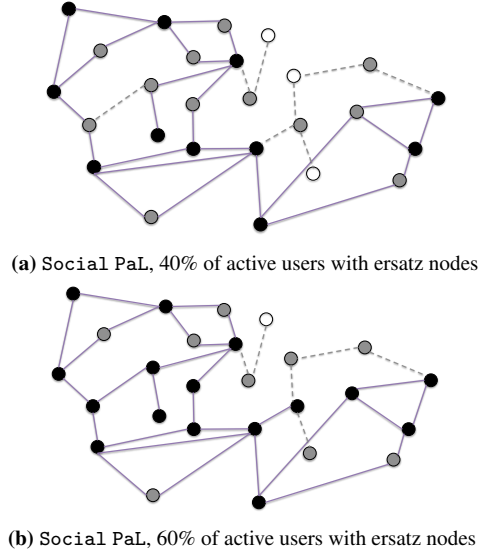 (a) Social PaL, 40% of active users with ersatz nodes
(b) Social PaL, 60% of active users with ersatz nodes